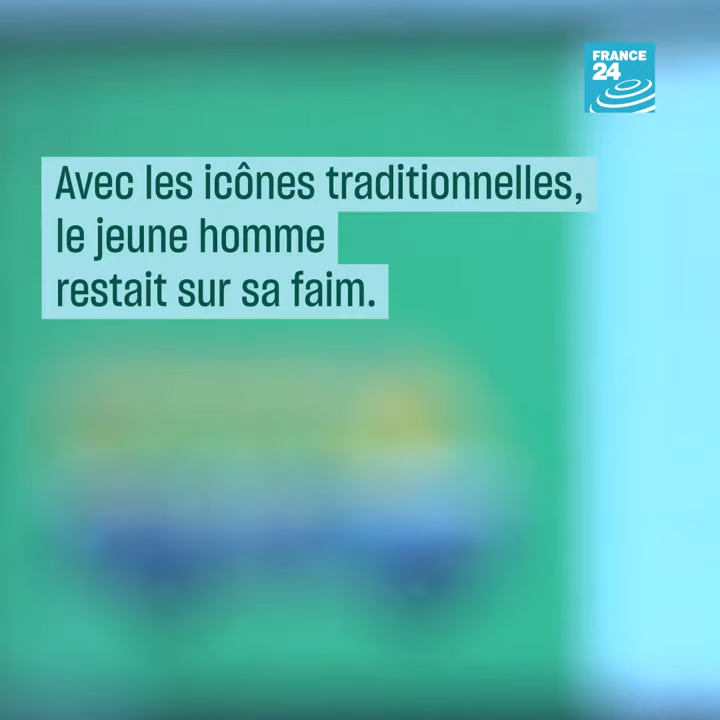 FRANCE
24
Avec les icônes traditionnelles,
le jeune homme
restait sur sa faim.